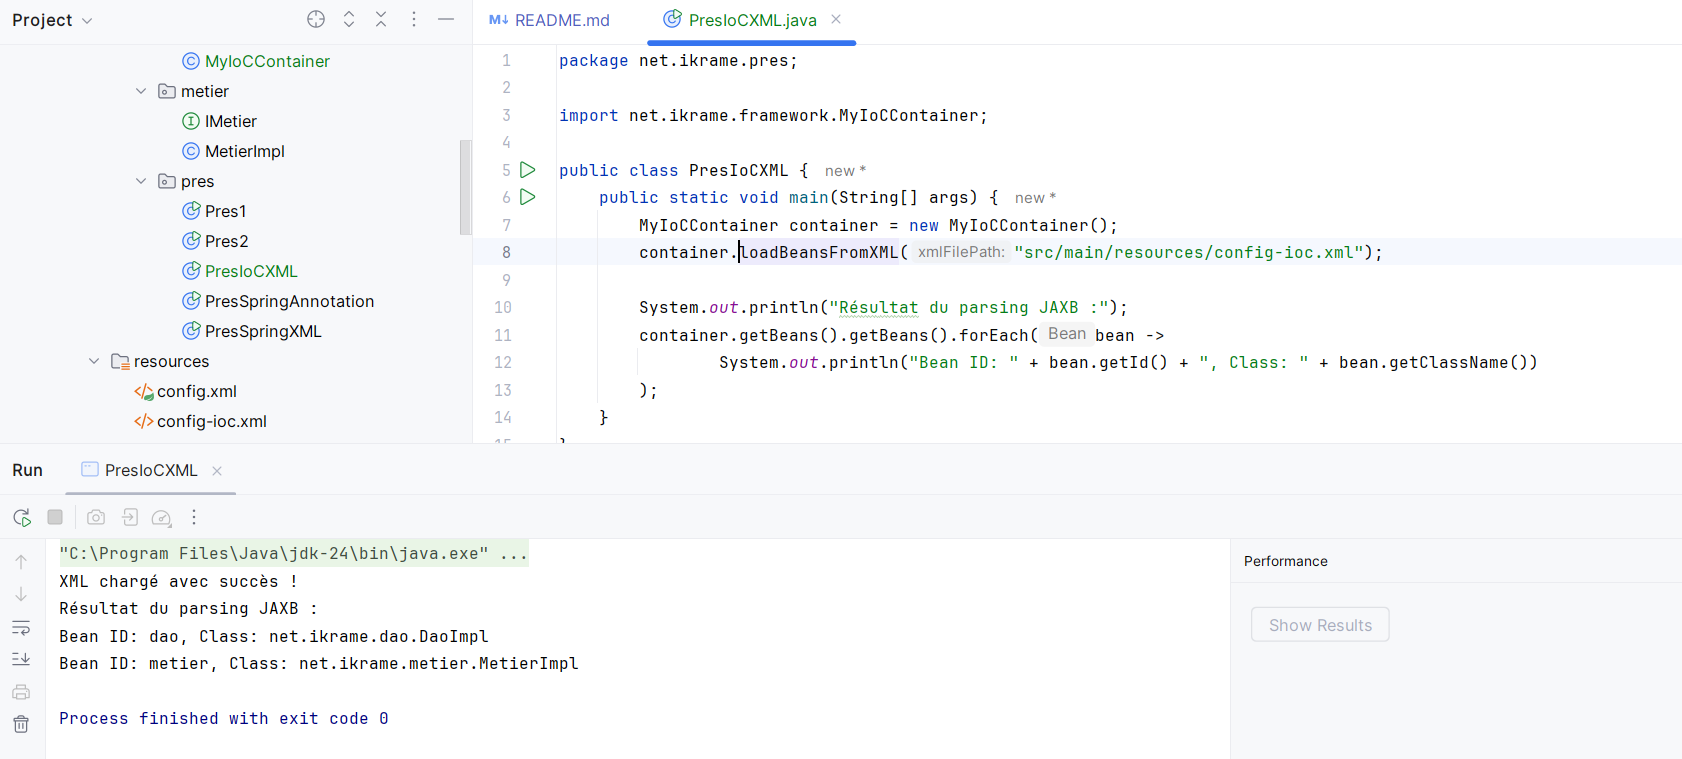 Project
MyIoCContainer
metier
IMetier
MetierImpl
pres
Pres1
Pres2
PresIoCXML
PresSpringAnnotation
PresSpringXML
resources
config.xml
config-ioc.xml
M↓ README.md
PresIoCXML.java
1 package net.ikrame.pres;
2
3 import net.ikrame.framework.MyIoCContainer;
4
5 public class PresIoCXML { new *
6 public static void main(String[] args) { new *
7 MyIoCContainer container = new MyIoCContainer();
8 container.loadBeansFromXML( xmlFilePath: "src/main/resources/config-ioc.xml");
9
10 System.out.println("Résultat du parsing JAXB :");
11 container.getBeans().getBeans().forEach( Bean bean ->
12 System.out.println("Bean ID: " + bean.getId() + ", Class: " + bean.getClassName())
13 );
14 }
15 }
Run
PresIoCXML
"C:\Program Files\Java\jdk-24\bin\java.exe" ...
XML chargé avec succès !
Résultat du parsing JAXB :
Bean ID: dao, Class: net.ikrame.dao.DaoImpl
Bean ID: metier, Class: net.ikrame.metier.MetierImpl
Process finished with exit code 0
Performance
Show Results